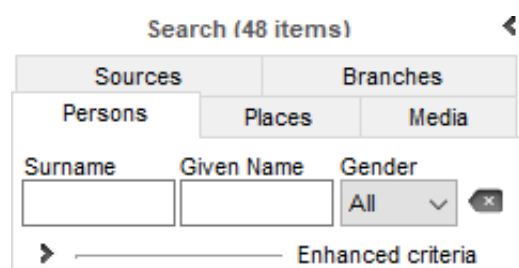 Search (48 items)
Sources Branches
Persons Places Media
Surname Given Name Gender
All
Enhanced criteria